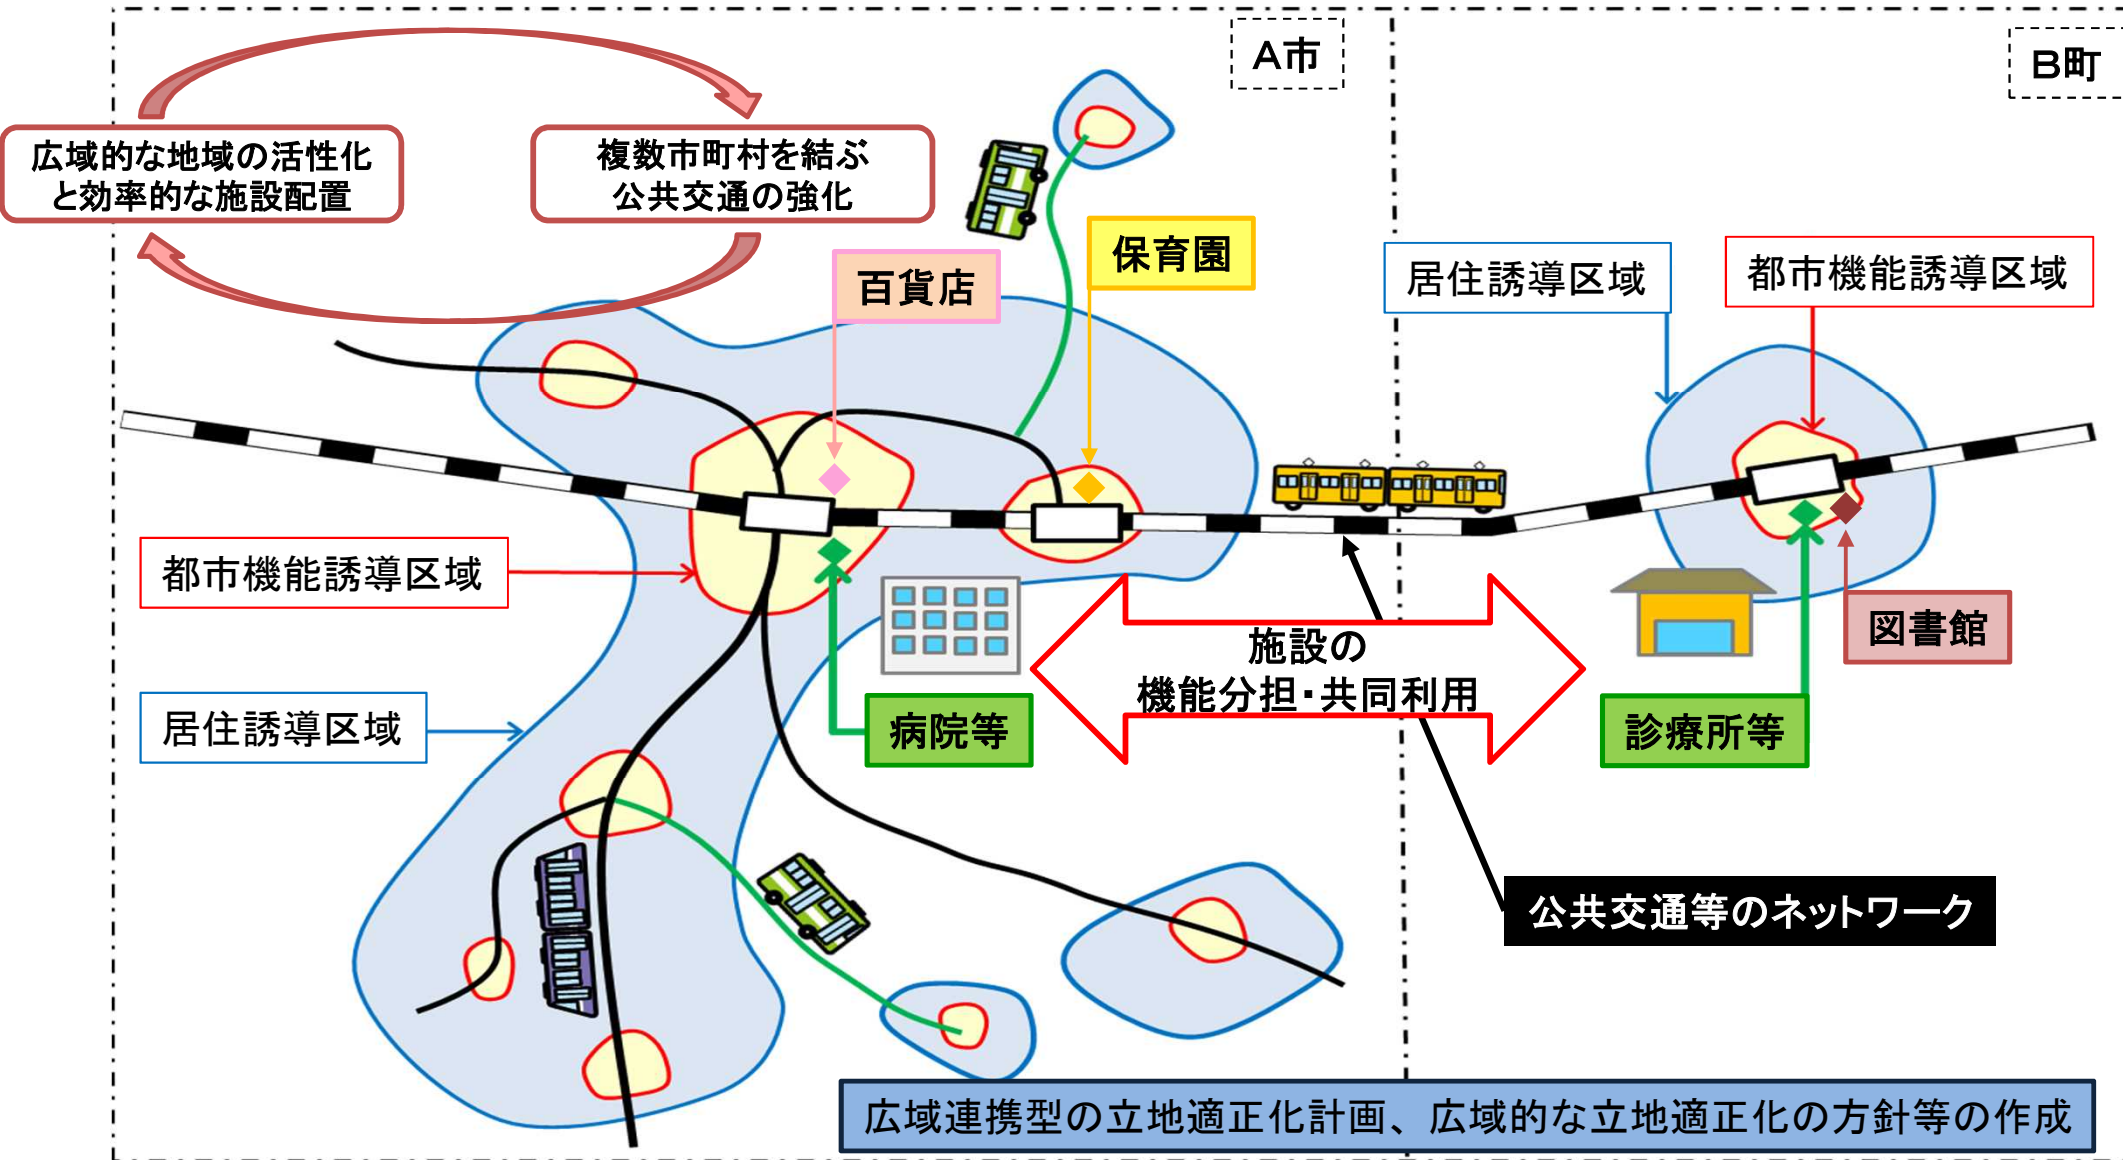 A市
B町
広域的な地域の活性化
と効率的な施設配置
複数市町村を結ぶ
公共交通の強化
百貨店
保育園
居住誘導区域
都市機能誘導区域
都市機能誘導区域
居住誘導区域
病院等
施設の
機能分担・共同利用
図書館
診療所等
公共交通等のネットワーク
広域連携型の立地適正化計画、広域的な立地適正化の方針等の作成